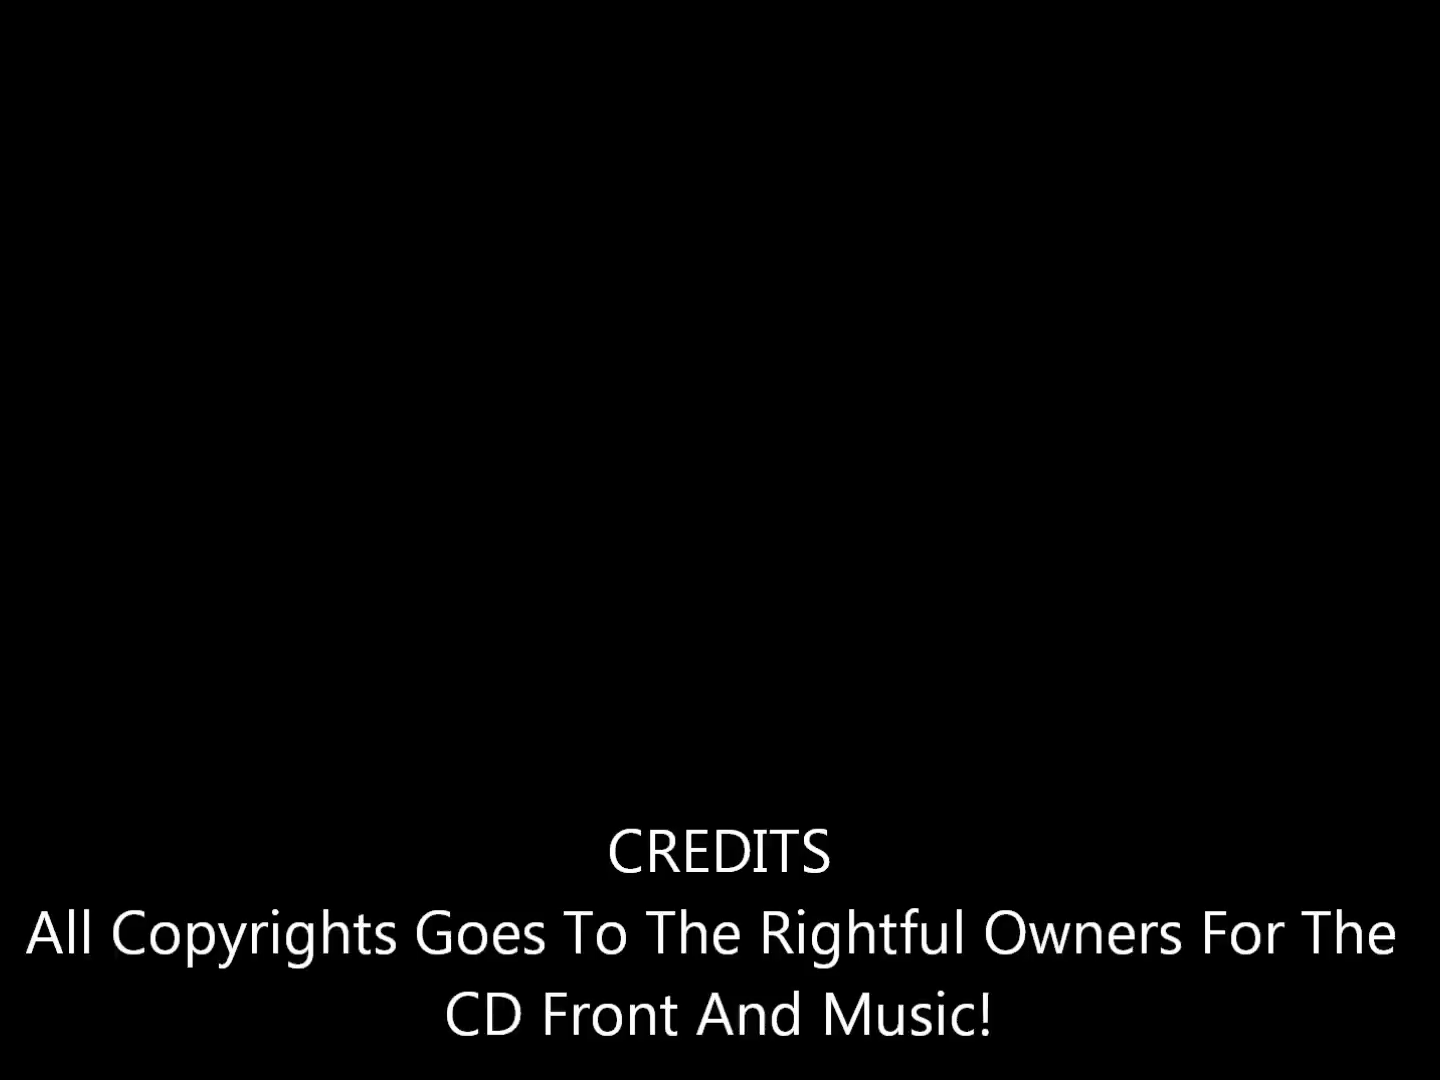 CREDITS
All Copyrights Goes To The Rightful Owners For The
CD Front And Music!